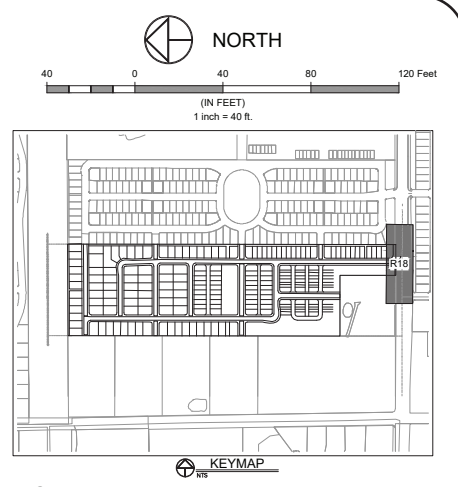 NORTH
40 0 40 80 120 Feet
(IN FEET)
1 inch = 40 ft.
R18
KEYMAP
NTS